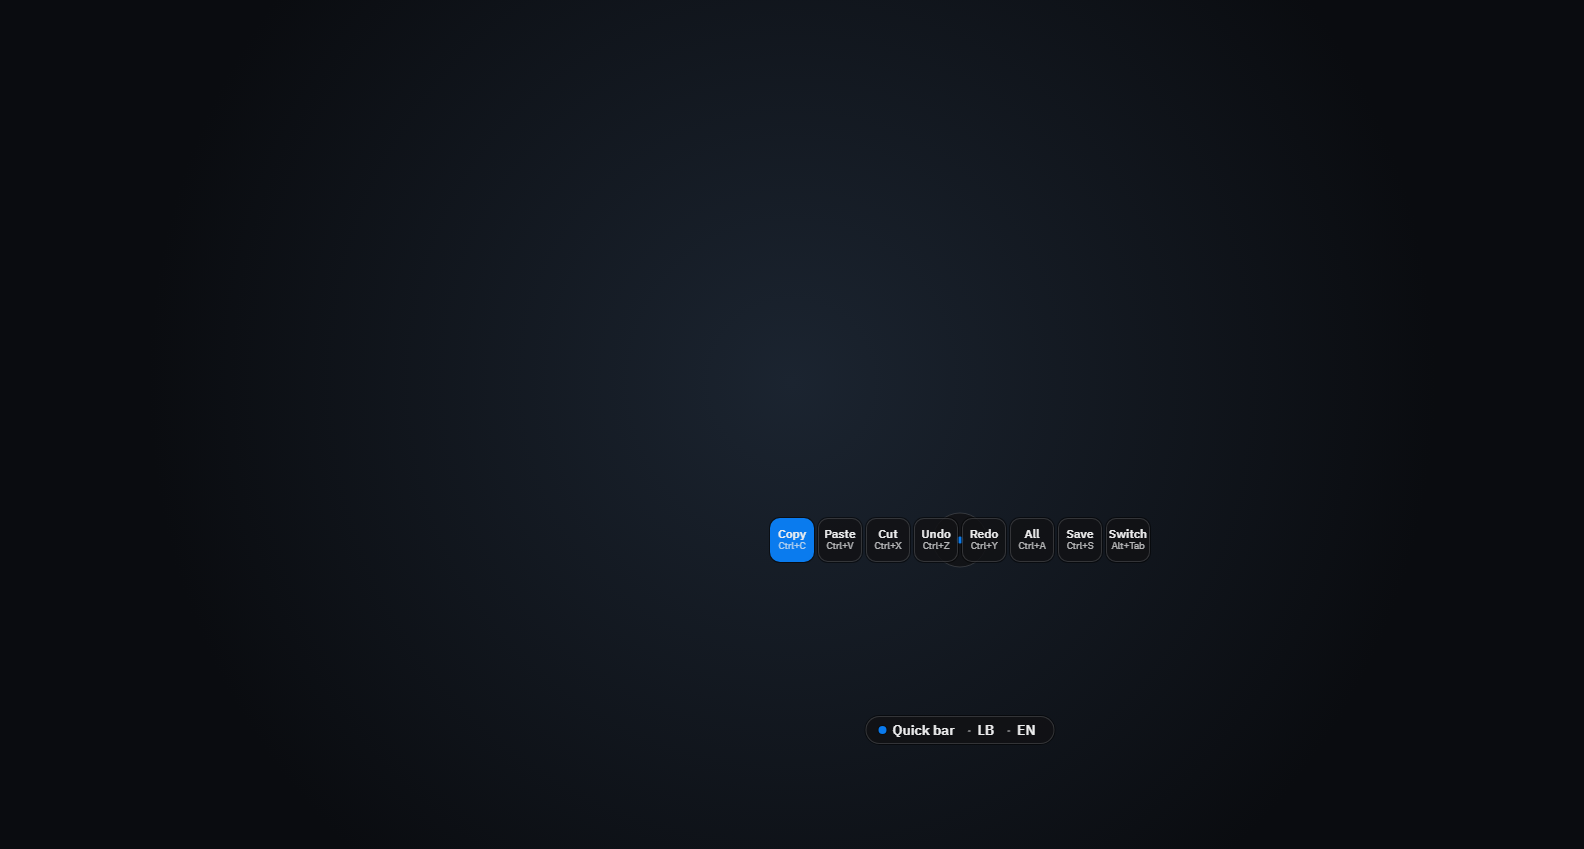 Copy Paste Cut Undo Redo All Save Switch
Ctrl+C Ctrl+V Ctrl+X Ctrl+Z Ctrl+Y Ctrl+A Ctrl+S Alt+Tab
Quick bar - LB - EN